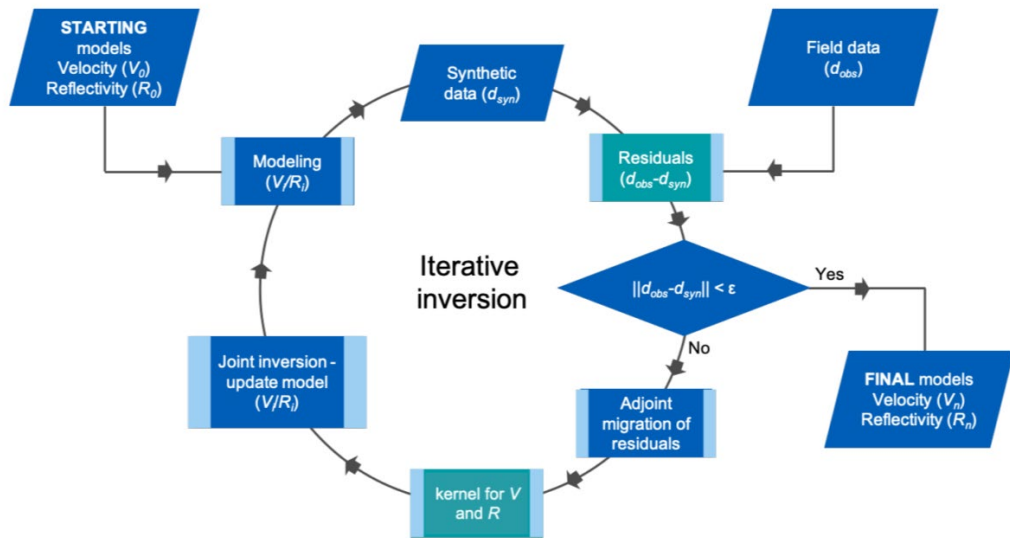 STARTING
models
Velocity (V₀)
Reflectivity (R₀)
Synthetic
data (dsyn)
Field data
(dobs)
Modeling
(Vi/Ri)
Residuals
(dobs-dsyn)
Iterative
inversion
||dobs-dsyn|| < ε
Yes
No
Joint inversion -
update model
(Vi/Ri)
Adjoint
migration of
residuals
FINAL models
Velocity (Vn)
Reflectivity (Rn)
kernel for V
and R